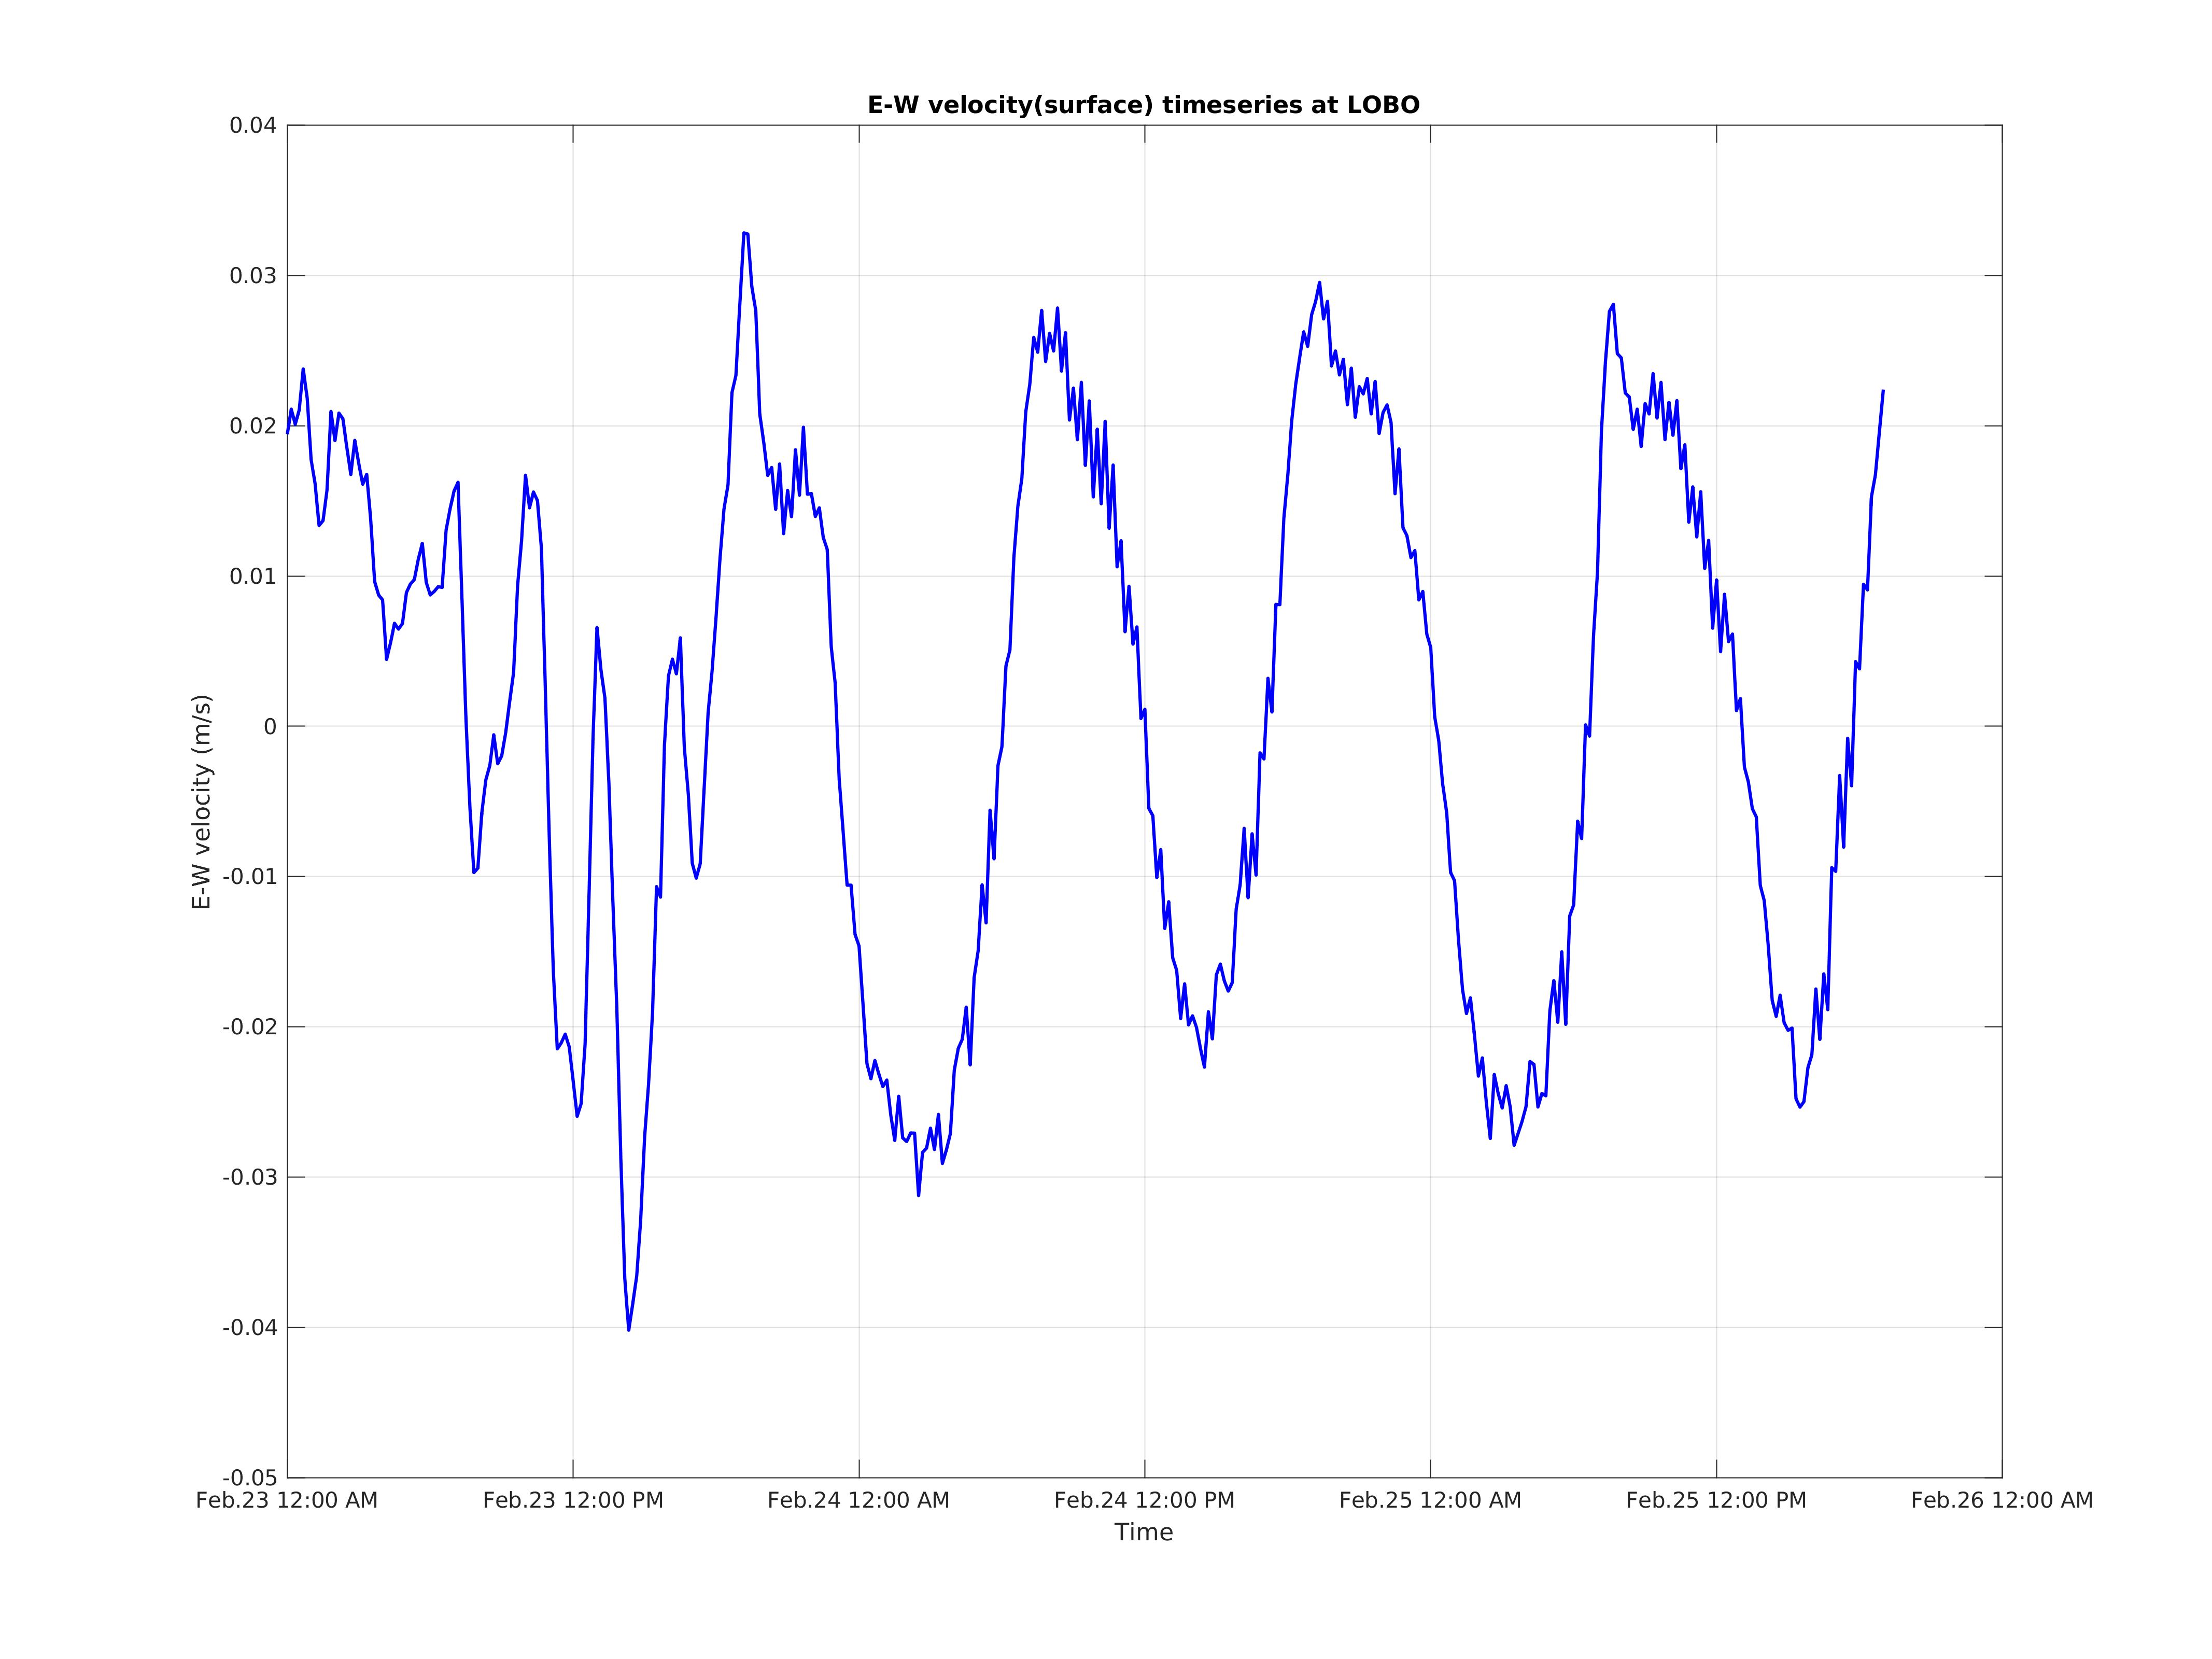 E-W velocity(surface) timeseries at LOBO
0.04
0.03
0.02
0.01
0
-0.01
-0.02
-0.03
-0.04
-0.05
E-W velocity (m/s)
Feb.23 12:00 AM
Feb.23 12:00 PM
Feb.24 12:00 AM
Feb.24 12:00 PM
Feb.25 12:00 AM
Feb.25 12:00 PM
Feb.26 12:00 AM
Time